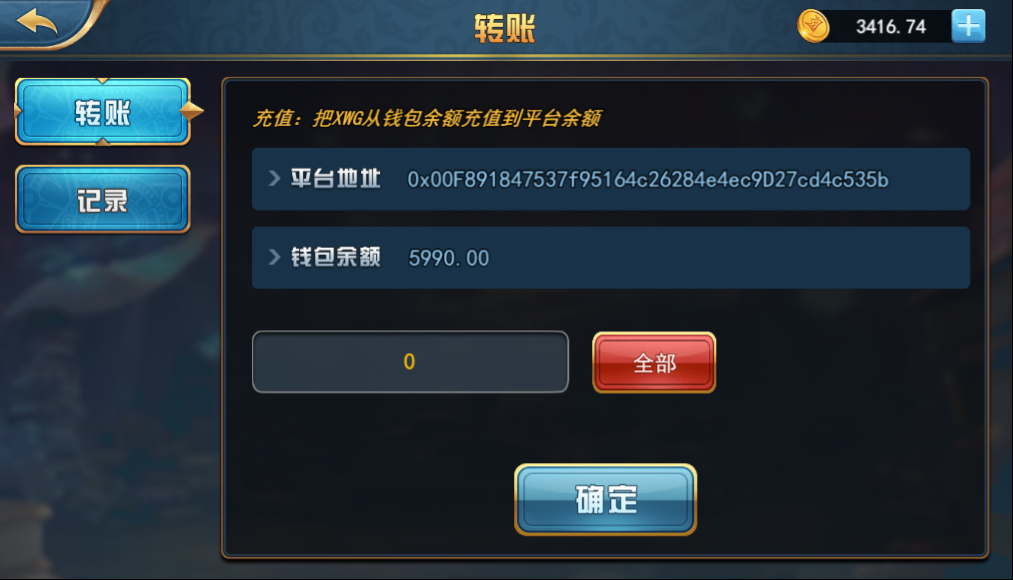 转账
3416.74
转账
记录
充值：把XWG从钱包余额充值到平台余额
平台地址 0x00F891847537f95164c26284e4ec9D27cd4c535b
钱包余额 5990.00
0 全部
确定